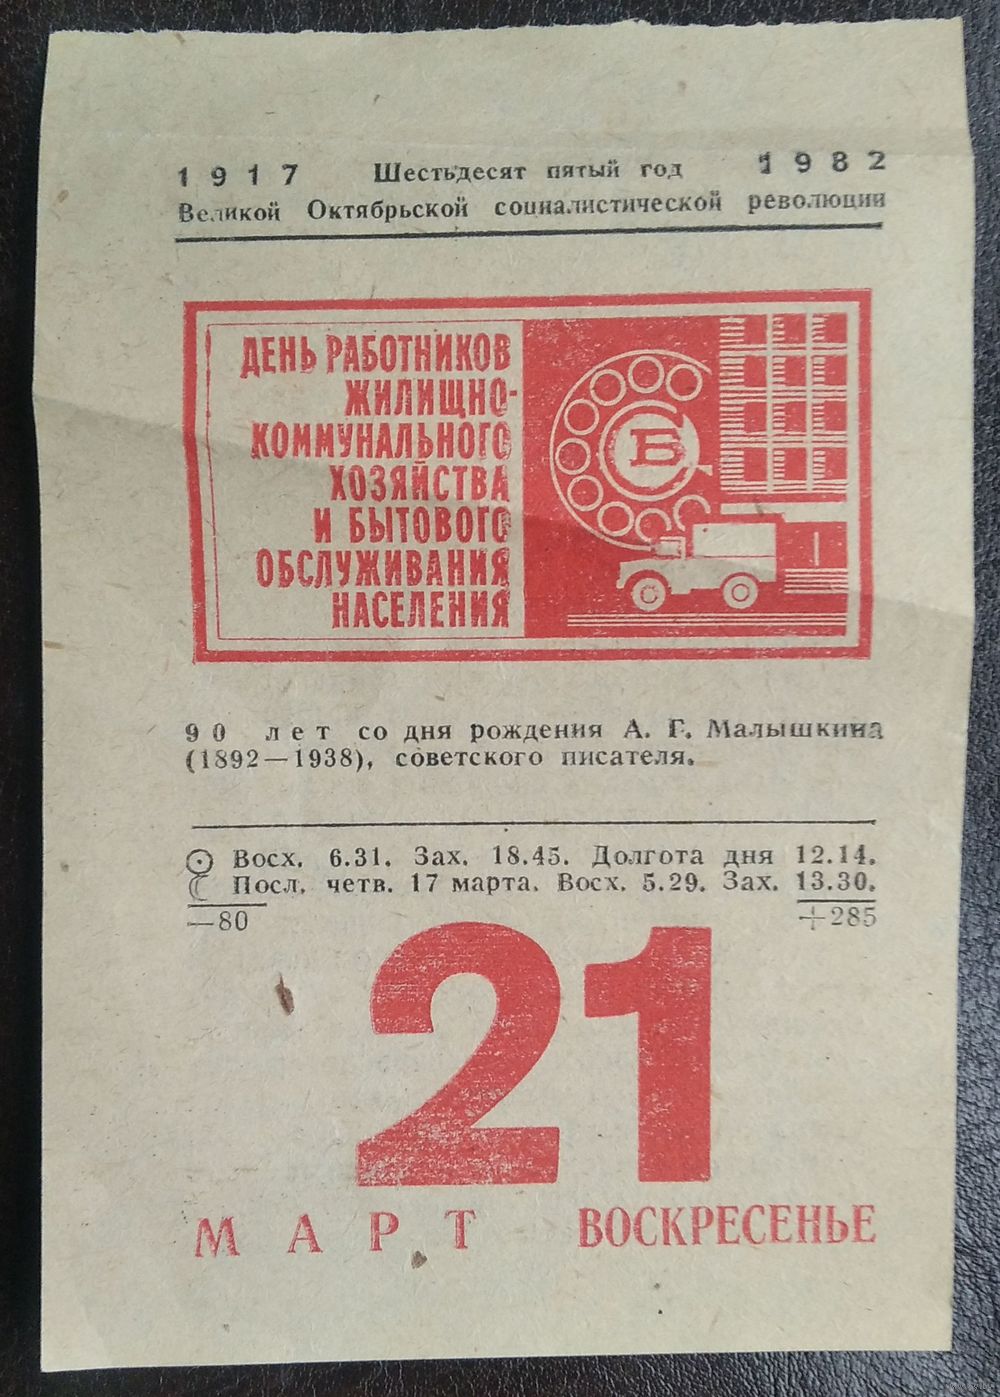 1917 Шестьдесят пятый год 1982
Великой Октябрьской социалистической революции
ДЕНЬ РАБОТНИКОВ
ЖИЛИЩНО-
КОММУНАЛЬНОГО
ХОЗЯЙСТВА
И БЫТОВОГО
ОБСЛУЖИВАНИЯ
НАСЕЛЕНИЯ
Б
90 лет со дня рождения А. Г. Малышкина
(1892—1938), советского писателя.
Восх. 6.31. Зах. 18.45. Долгота дня 12.14.
Посл. четв. 17 марта. Восх. 5.29. Зах. 13.30.
—80 +285
21
МАРТ ВОСКРЕСЕНЬЕ